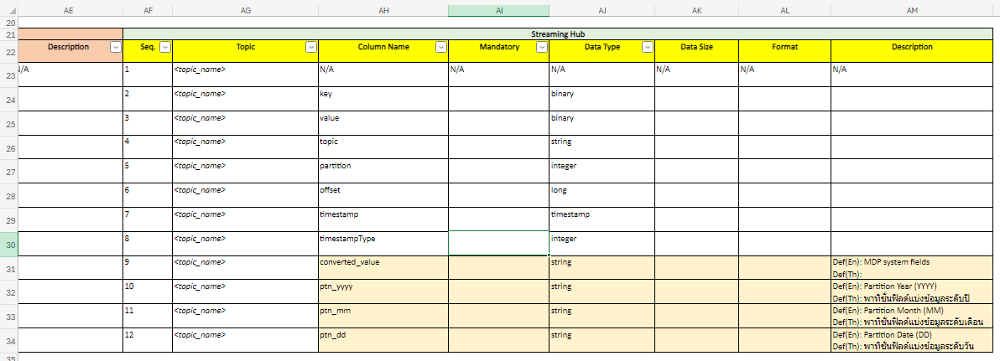 AE AF AG AH AI AJ AK AL AM
20
21 Streaming Hub
22 Description Seq. Topic Column Name Mandatory Data Type Data Size Format Description
23 N/A 1 <topic_name> N/A N/A N/A N/A N/A N/A
24 2 <topic_name> key binary
25 3 <topic_name> value binary
26 4 <topic_name> topic string
27 5 <topic_name> partition integer
28 6 <topic_name> offset long
29 7 <topic_name> timestamp timestamp
30 8 <topic_name> timestampType integer
31 9 <topic_name> converted_value string Def(En): MDP system fields
Def(Th):
32 10 <topic_name> ptn_yyyy string Def(En): Partition Year (YYYY)
Def(Th): พาทิชั่นฟิลด์แบ่งข้อมูลระดับปี
33 11 <topic_name> ptn_mm string Def(En): Partition Month (MM)
Def(Th): พาทิชั่นฟิลด์แบ่งข้อมูลระดับเดือน
34 12 <topic_name> ptn_dd string Def(En): Partition Date (DD)
Def(Th): พาทิชั่นฟิลด์แบ่งข้อมูลระดับวัน
35